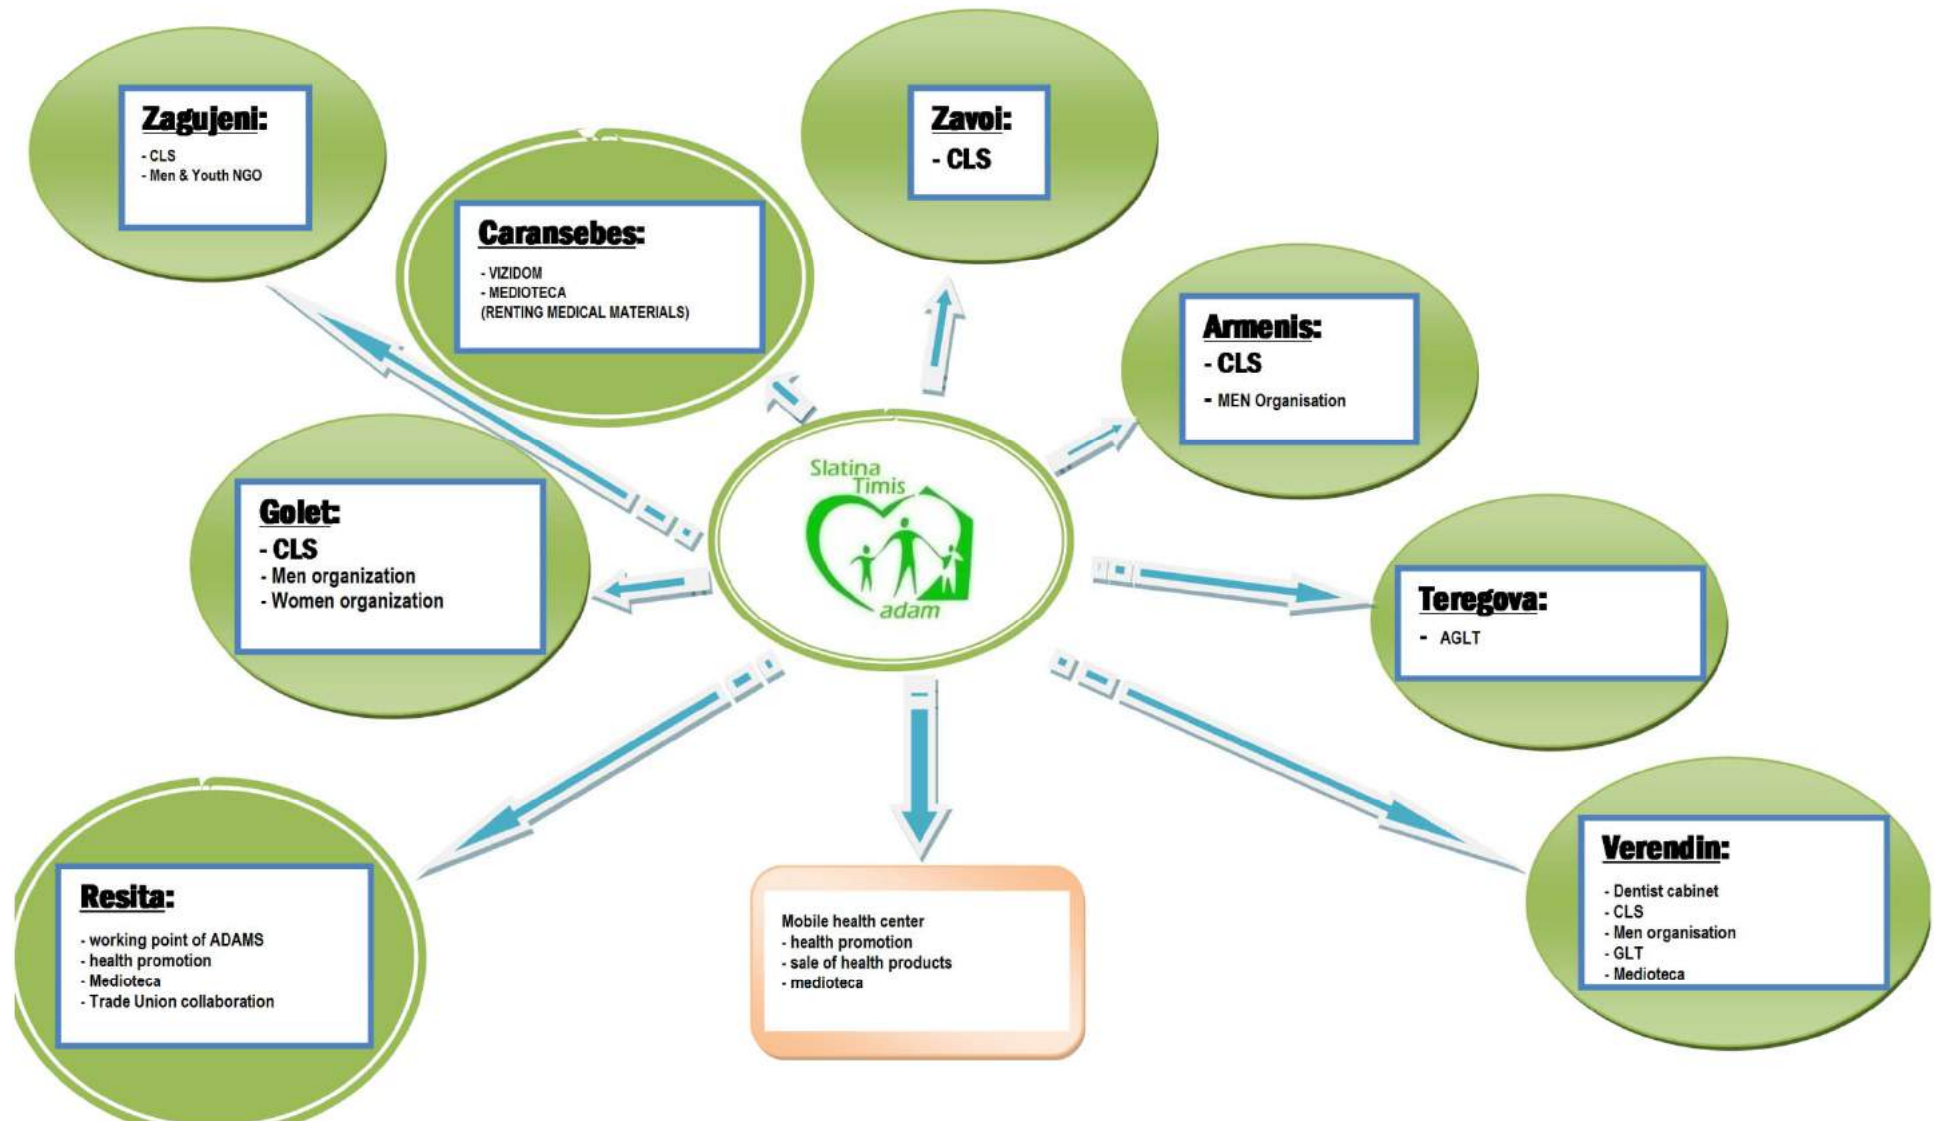 Zagujeni:
- CLS
- Men & Youth NGO
Caransebes:
- VIZIDOM
- MEDIOTECA
(RENTING MEDICAL MATERIALS)
Zavoi:
- CLS
Armenis:
- CLS
- MEN Organisation
Golet:
- CLS
- Men organization
- Women organization
Slatina
Timis
adam
Teregova:
- AGLT
Resita:
- working point of ADAMS
- health promotion
- Medioteca
- Trade Union collaboration
Mobile health center
- health promotion
- sale of health products
- medioteca
Verendin:
- Dentist cabinet
- CLS
- Men organisation
- GLT
- Medioteca